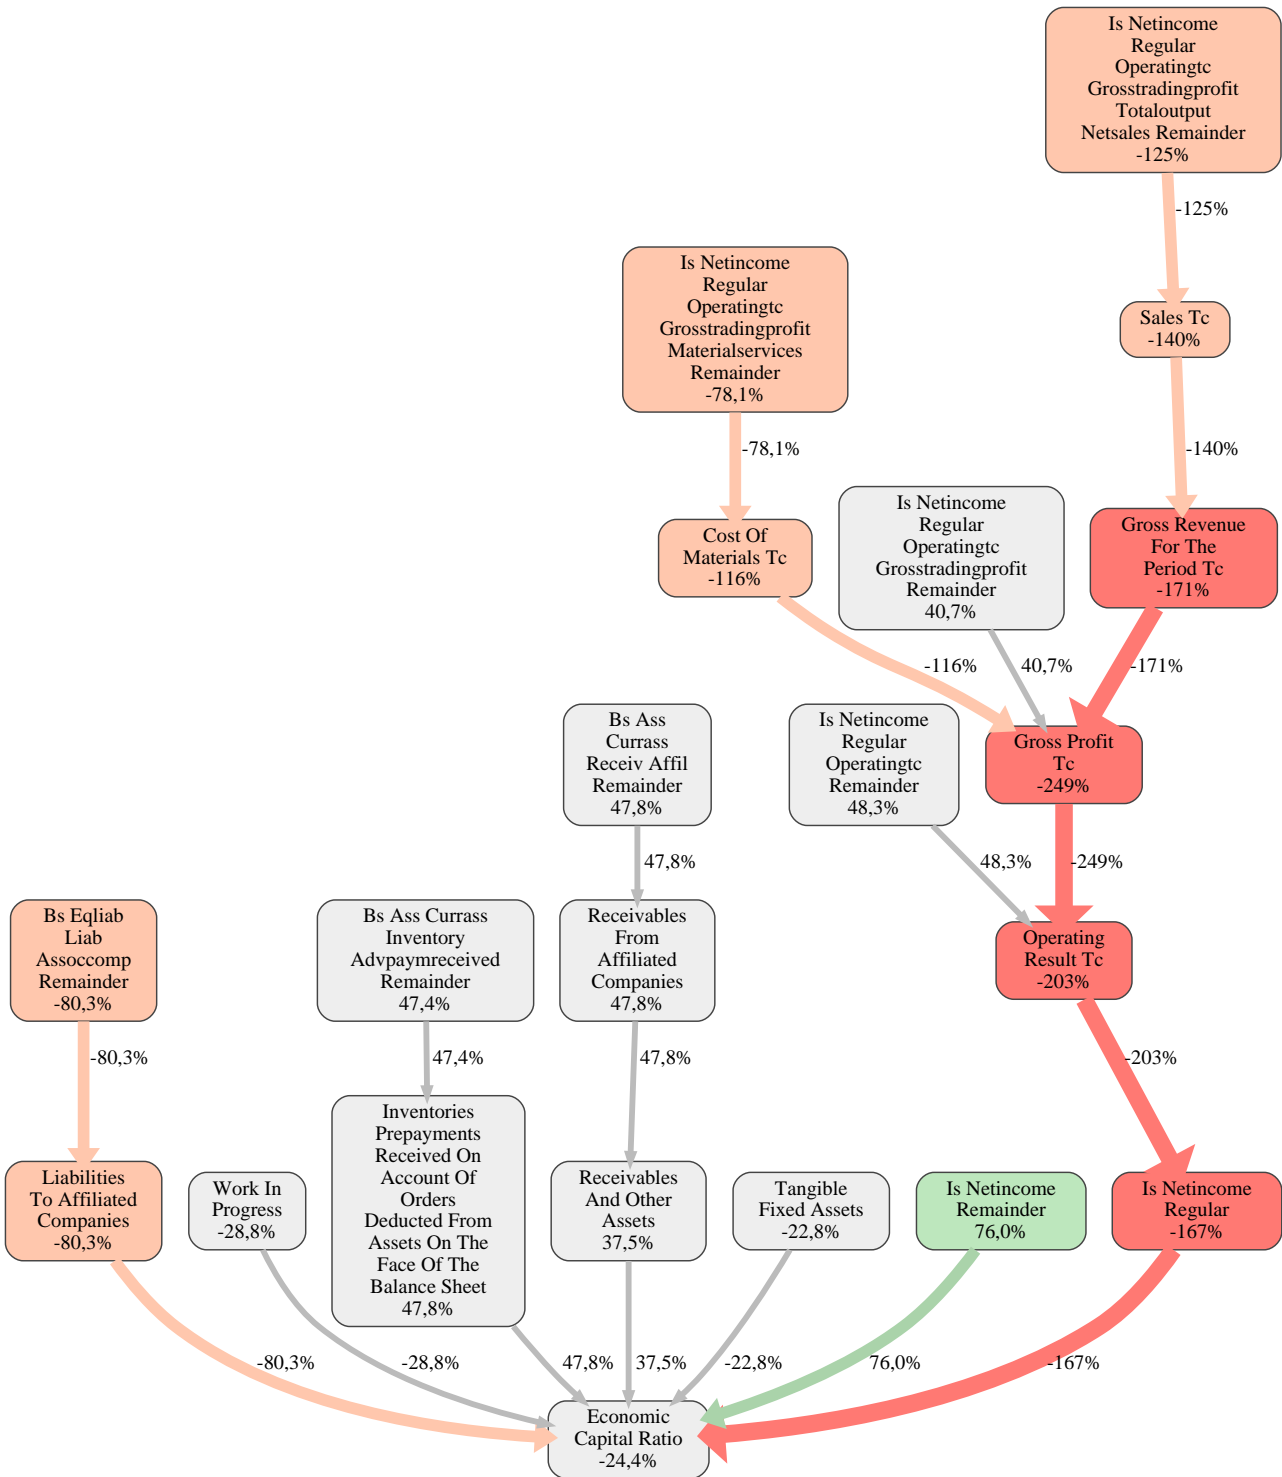 Is Netincome
Regular
Operatingtc
Grosstradingprofit
Totaloutput
Netsales Remainder
-125%
-125%
Is Netincome
Regular
Operatingtc
Grosstradingprofit
Materialservices
Remainder
-78,1%
Sales Tc
-140%
-78,1%
-140%
Is Netincome
Regular
Operatingtc
Grosstradingprofit
Remainder
40,7%
Cost Of
Materials Tc
-116%
Gross Revenue
For The
Period Tc
-171%
-116%
40,7%
-171%
Bs Ass
Currass
Receiv Affil
Remainder
47,8%
Is Netincome
Regular
Operatingtc
Remainder
48,3%
Gross Profit
Tc
-249%
47,8%
48,3%
-249%
Bs Eqliab
Liab
Assoccomp
Remainder
-80,3%
Bs Ass Currass
Inventory
Advpaymreceived
Remainder
47,4%
Receivables
From
Affiliated
Companies
47,8%
Operating
Result Tc
-203%
-80,3%
47,4%
47,8%
-203%
Liabilities
To Affiliated
Companies
-80,3%
Work In
Progress
-28,8%
Inventories
Prepayments
Received On
Account Of
Orders
Deducted From
Assets On The
Face Of The
Balance Sheet
47,8%
Receivables
And Other
Assets
37,5%
Tangible
Fixed Assets
-22,8%
Is Netincome
Remainder
76,0%
Is Netincome
Regular
-167%
-80,3%
-28,8%
47,8%
37,5%
-22,8%
76,0%
-167%
Economic
Capital Ratio
-24,4%